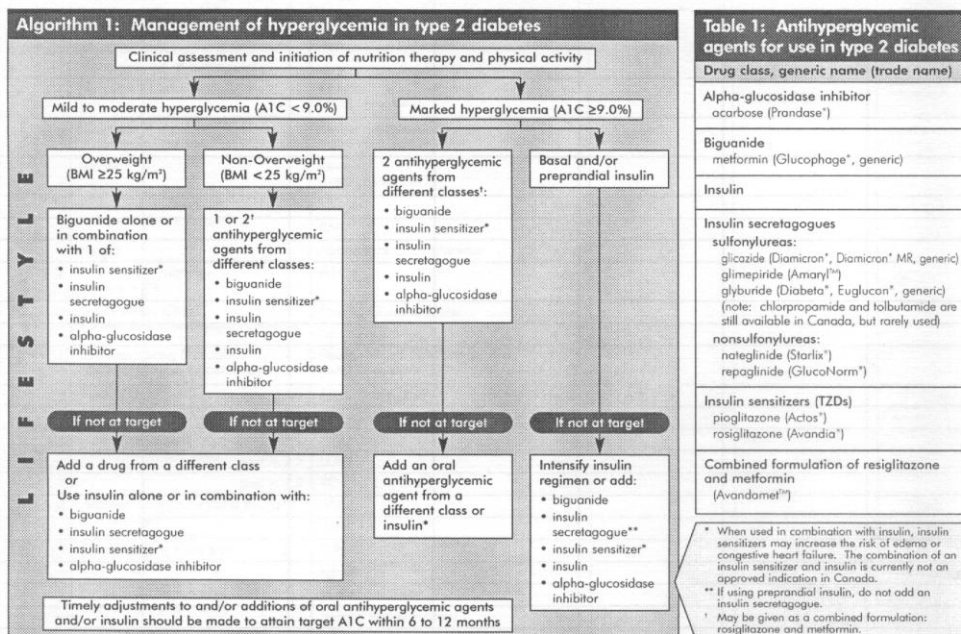 Algorithm 1: Management of hyperglycemia in type 2 diabetes
Clinical assessment and initiation of nutrition therapy and physical activity
Mild to moderate hyperglycemia (A1C <9.0%)
Marked hyperglycemia (A1C ≥9.0%)
Overweight
(BMI ≥25 kg/m²)
Non-Overweight
(BMI <25 kg/m²)
2 antihyperglycemic
agents from
different classes†:
• biguanide
• insulin sensitizer*
• insulin
secretagogue
• insulin
• alpha-glucosidase
inhibitor
Basal and/or
preprandial insulin
Biguanide alone or
in combination
with 1 of:
• insulin sensitizer*
• insulin
secretagogue
• insulin
• alpha-glucosidase
inhibitor
1 or 2†
antihyperglycemic
agents from
different classes:
• biguanide
• insulin sensitizer*
• insulin
secretagogue
• insulin
• alpha-glucosidase
inhibitor
If not at target
If not at target
If not at target
If not at target
Add a drug from a different class
or
Use insulin alone or in combination with:
• biguanide
• insulin secretagogue
• insulin sensitizer*
• alpha-glucosidase inhibitor
Add an oral
antihyperglycemic
agent from a
different class or
insulin*
Intensify insulin
regimen or add:
• biguanide
• insulin
secretagogue**
• insulin sensitizer*
• insulin
• alpha-glucosidase
inhibitor
Timely adjustments to and/or additions of oral antihyperglycemic agents
and/or insulin should be made to attain target A1C within 6 to 12 months
LIFESTYLE
Table 1: Antihyperglycemic
agents for use in type 2 diabetes
Drug class, generic name (trade name)
Alpha-glucosidase inhibitor
acarbose (Prandase*)
Biguanide
metformin (Glucophage*, generic)
Insulin
Insulin secretagogues
sulfonylureas:
glicazide (Diamicron*, Diamicron* MR, generic)
glimepiride (Amaryl™)
glyburide (Diabeta*, Euglucon*, generic)
(note: chlorpropamide and tolbutamide are
still available in Canada, but rarely used)
nonsulfonylureas:
nateglinide (Starlix*)
repaglinide (GlucoNorm*)
Insulin sensitizers (TZDs)
pioglitazone (Actos*)
rosiglitazone (Avandia*)
Combined formulation of resiglitazone
and metformin
(Avandamet™)
* When used in combination with insulin, insulin
sensitizers may increase the risk of edema or
congestive heart failure. The combination of an
insulin sensitizer and insulin is currently not an
approved indication in Canada.
** If using preprandial insulin, do not add an
insulin secretagogue.
† May be given as a combined formulation:
rosiglitazone and metformin.